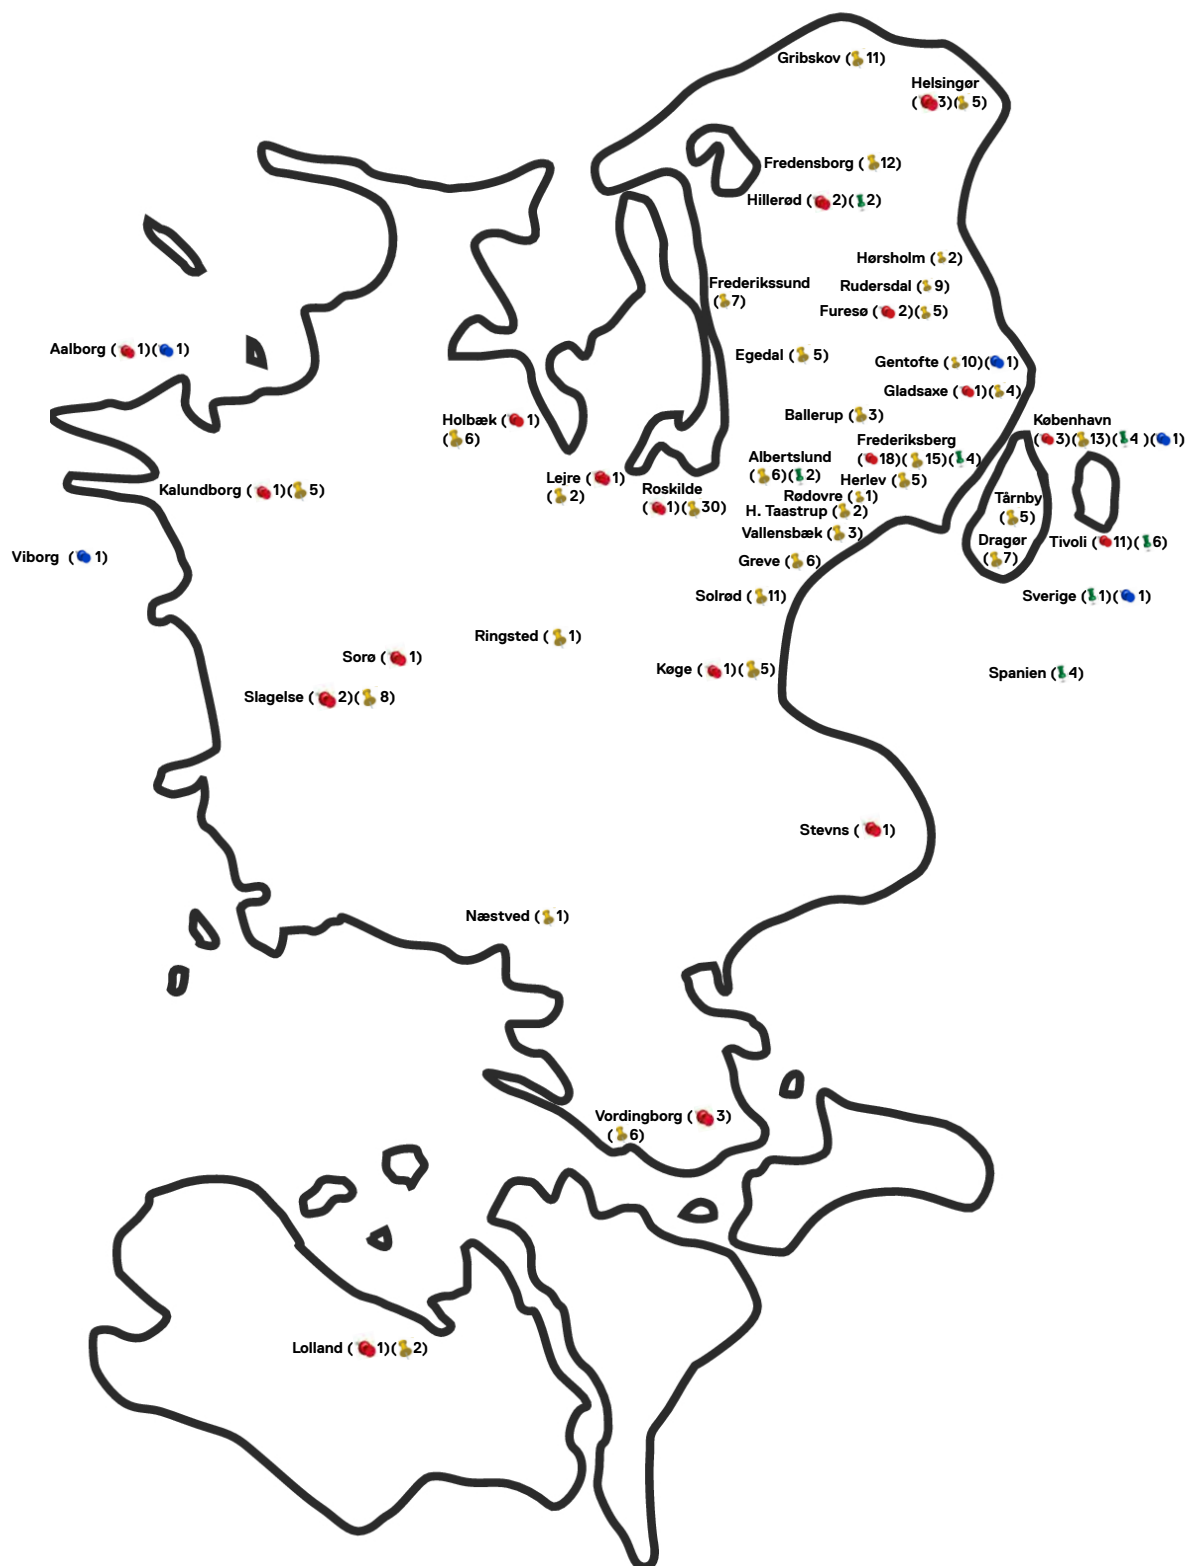 Gribskov (11)
Helsingør
(3)(5)
Fredensborg (12)
Hillerød (2)(2)
Hørsholm (2)
Frederikssund
(7)
Rudersdal (9)
Furesø (2)(5)
Aalborg (1)(1)
Egedal (5)
Gentofte (10)(1)
Gladsaxe (1)(4)
Ballerup (3)
Holbæk (1)
(6)
København
(3)(13)(4)(1)
Frederiksberg
(18)(15)(4)
Albertslund
(6)(2)
Herlev (5)
Lejre (1)
(2)
Roskilde
(1)(30)
Kalundborg (1)(5)
Rødovre (1)
H. Taastrup (2)
Tårnby
(5)
Vallensbæk (3)
Dragør
(7)
Tivoli (11)(6)
Viborg (1)
Greve (6)
Solrød (11)
Sverige (1)(1)
Ringsted (1)
Sorø (1)
Køge (1)(5)
Spanien (4)
Slagelse (2)(8)
Stevns (1)
Næstved (1)
Vordingborg (3)
(6)
Lolland (1)(2)